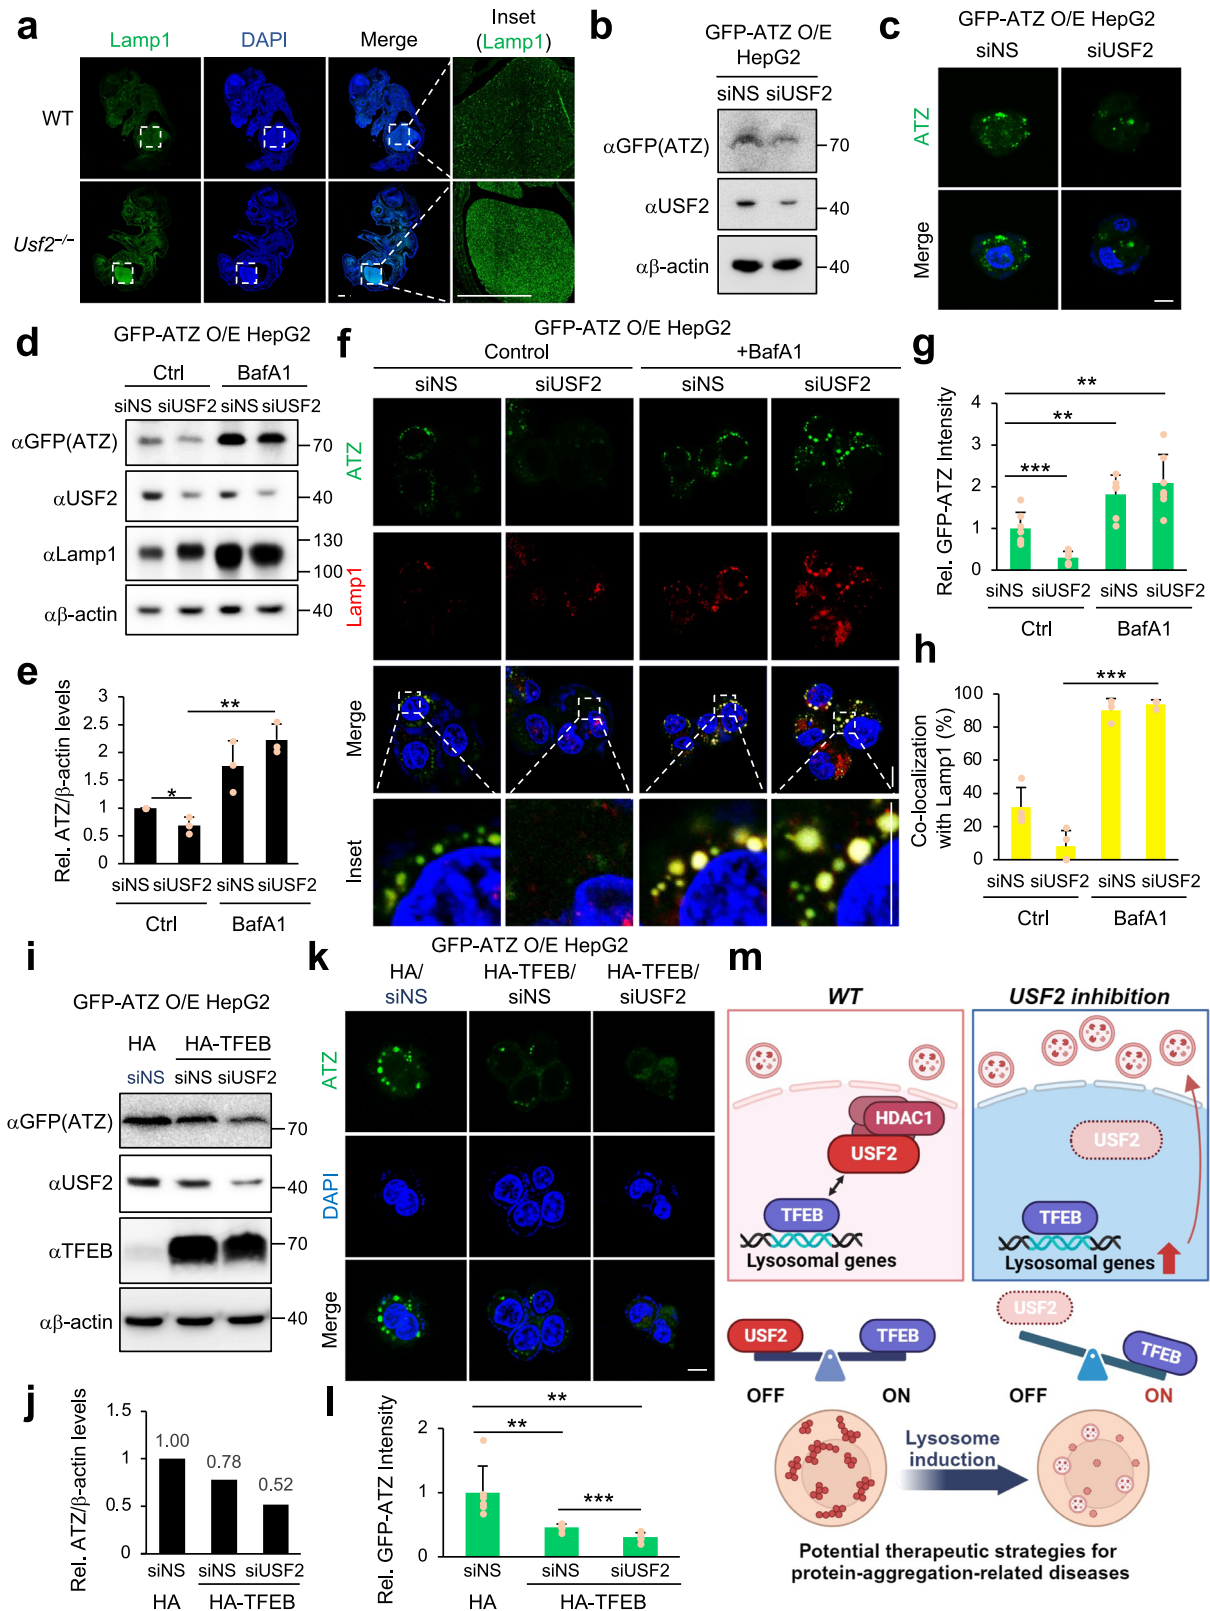 a
Lamp1 DAPI Merge Inset
(Lamp1)
WT
Usf2−/−
b
GFP-ATZ O/E
HepG2
siNS siUSF2
αGFP(ATZ) 70
αUSF2 40
αβ-actin 40
c
GFP-ATZ O/E HepG2
siNS siUSF2
ATZ
Merge
d
GFP-ATZ O/E HepG2
Ctrl BafA1
siNS siUSF2 siNS siUSF2
αGFP(ATZ) 70
αUSF2 40
αLamp1 130
100
αβ-actin 40
e
Rel. ATZ/β-actin levels
3
2.5
2
1.5
1
0.5
0
* **
siNS siUSF2 siNS siUSF2
Ctrl BafA1
f
GFP-ATZ O/E HepG2
Control +BafA1
siNS siUSF2 siNS siUSF2
ATZ
Lamp1
Merge
Inset
g
Rel. GFP-ATZ Intensity
4
3
2
1
0
**
**
***
siNS siUSF2 siNS siUSF2
Ctrl BafA1
h
Co-localization
with Lamp1 (%)
100
80
60
40
20
0
***
siNS siUSF2 siNS siUSF2
Ctrl BafA1
i
GFP-ATZ O/E HepG2
HA HA-TFEB
siNS siNS siUSF2
αGFP(ATZ) 70
αUSF2 40
αTFEB 70
αβ-actin 40
j
Rel. ATZ/β-actin levels
1.5
1
0.5
0
1.00
0.78
0.52
siNS siNS siUSF2
HA HA-TFEB
k
GFP-ATZ O/E HepG2
HA/ HA-TFEB/ HA-TFEB/
siNS siNS siUSF2
ATZ
DAPI
Merge
l
Rel. GFP-ATZ Intensity
2
1
0
**
**
***
siNS siNS siUSF2
HA HA-TFEB
m
WT USF2 inhibition
HDAC1
USF2
TFEB
Lysosomal genes
USF2
TFEB
Lysosomal genes
USF2 TFEB
OFF ON
USF2
TFEB
OFF ON
Lysosome
induction
Potential therapeutic strategies for
protein-aggregation-related diseases